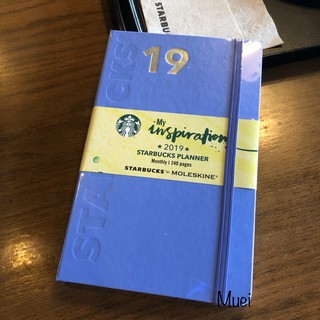 STARBUCKS
19
My
inspiration
2019
STARBUCKS PLANNER
Monthly | 240 pages
STARBUCKS MOLESKINE®
Muei